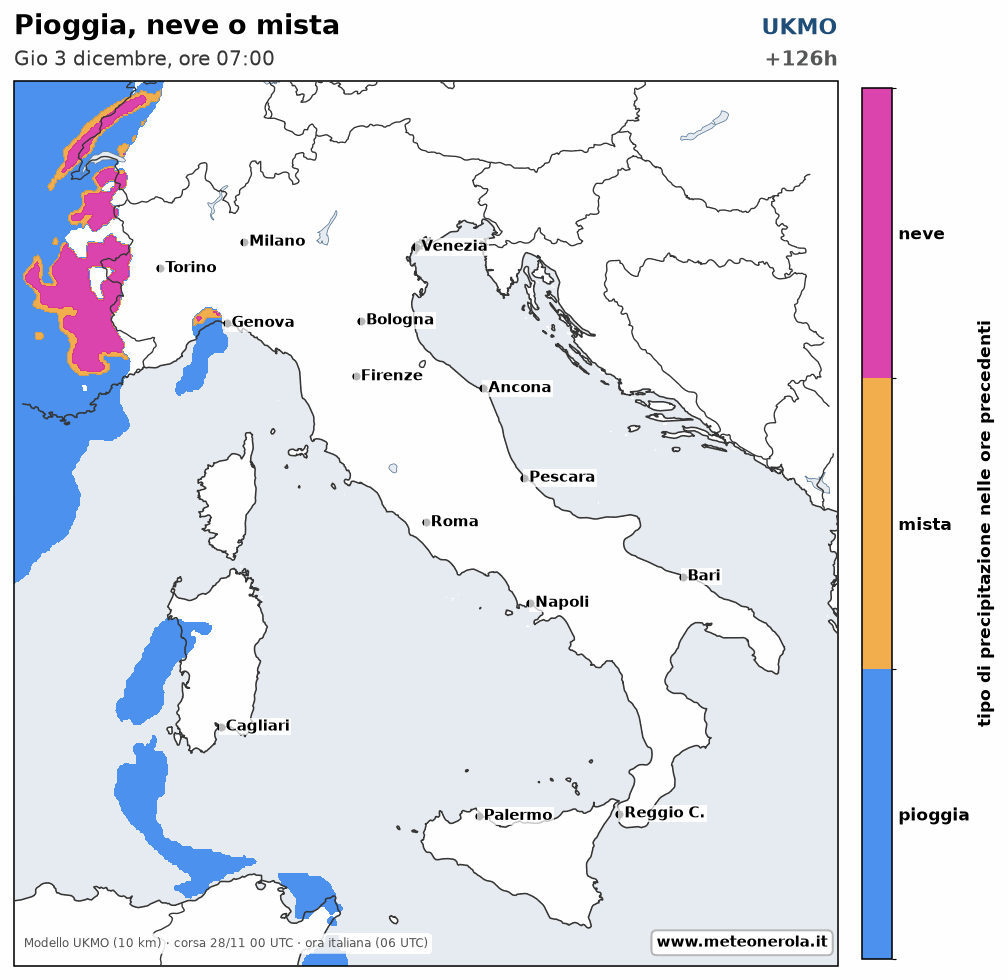 Pioggia, neve o mista
UKMO
Gio 3 dicembre, ore 07:00
+126h
neve
Milano
Venezia
Torino
Genova
Bologna
tipo di precipitazione nelle ore precedenti
Firenze
Ancona
Pescara
Roma
mista
Bari
Napoli
Cagliari
Palermo
Reggio C.
pioggia
Modello UKMO (10 km) · corsa 28/11 00 UTC · ora italiana (06 UTC)
www.meteonerola.it